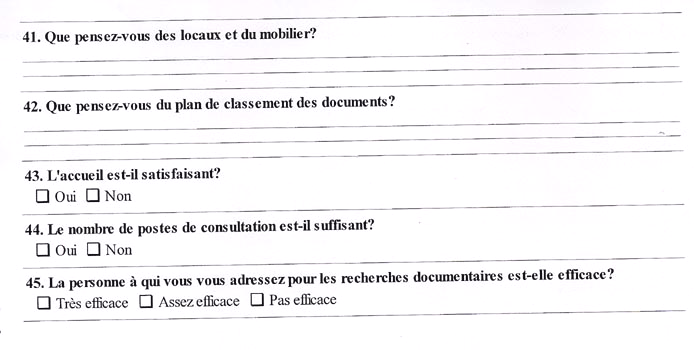 41. Que pensez-vous des locaux et du mobilier?
42. Que pensez-vous du plan de classement des documents?
43. L'accueil est-il satisfaisant?
❑ Oui ❑ Non
44. Le nombre de postes de consultation est-il suffisant?
❑ Oui ❑ Non
45. La personne à qui vous vous adressez pour les recherches documentaires est-elle efficace?
❑ Très efficace ❑ Assez efficace ❑ Pas efficace